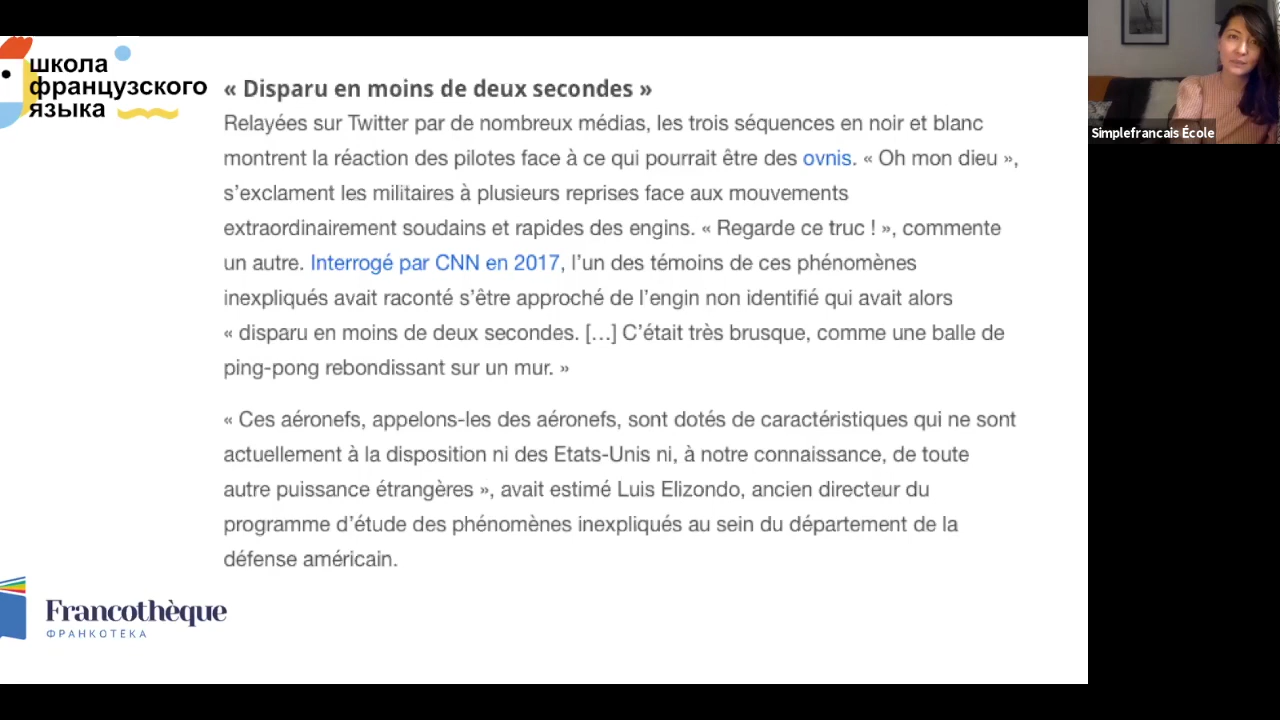 школа
французского
языка
« Disparu en moins de deux secondes »
Relayées sur Twitter par de nombreux médias, les trois séquences en noir et blanc
montrent la réaction des pilotes face à ce qui pourrait être des ovnis. « Oh mon dieu »,
s’exclament les militaires à plusieurs reprises face aux mouvements
extraordinairement soudains et rapides des engins. « Regarde ce truc ! », commente
un autre. Interrogé par CNN en 2017, l’un des témoins de ces phénomènes
inexpliqués avait raconté s’être approché de l’engin non identifié qui avait alors
« disparu en moins de deux secondes. […] C’était très brusque, comme une balle de
ping-pong rebondissant sur un mur. »
« Ces aéronefs, appelons-les des aéronefs, sont dotés de caractéristiques qui ne sont
actuellement à la disposition ni des Etats-Unis ni, à notre connaissance, de toute
autre puissance étrangères », avait estimé Luis Elizondo, ancien directeur du
programme d’étude des phénomènes inexpliqués au sein du département de la
défense américain.
Francothèque
ФРАНКОТЕКА
Simplefrancais École